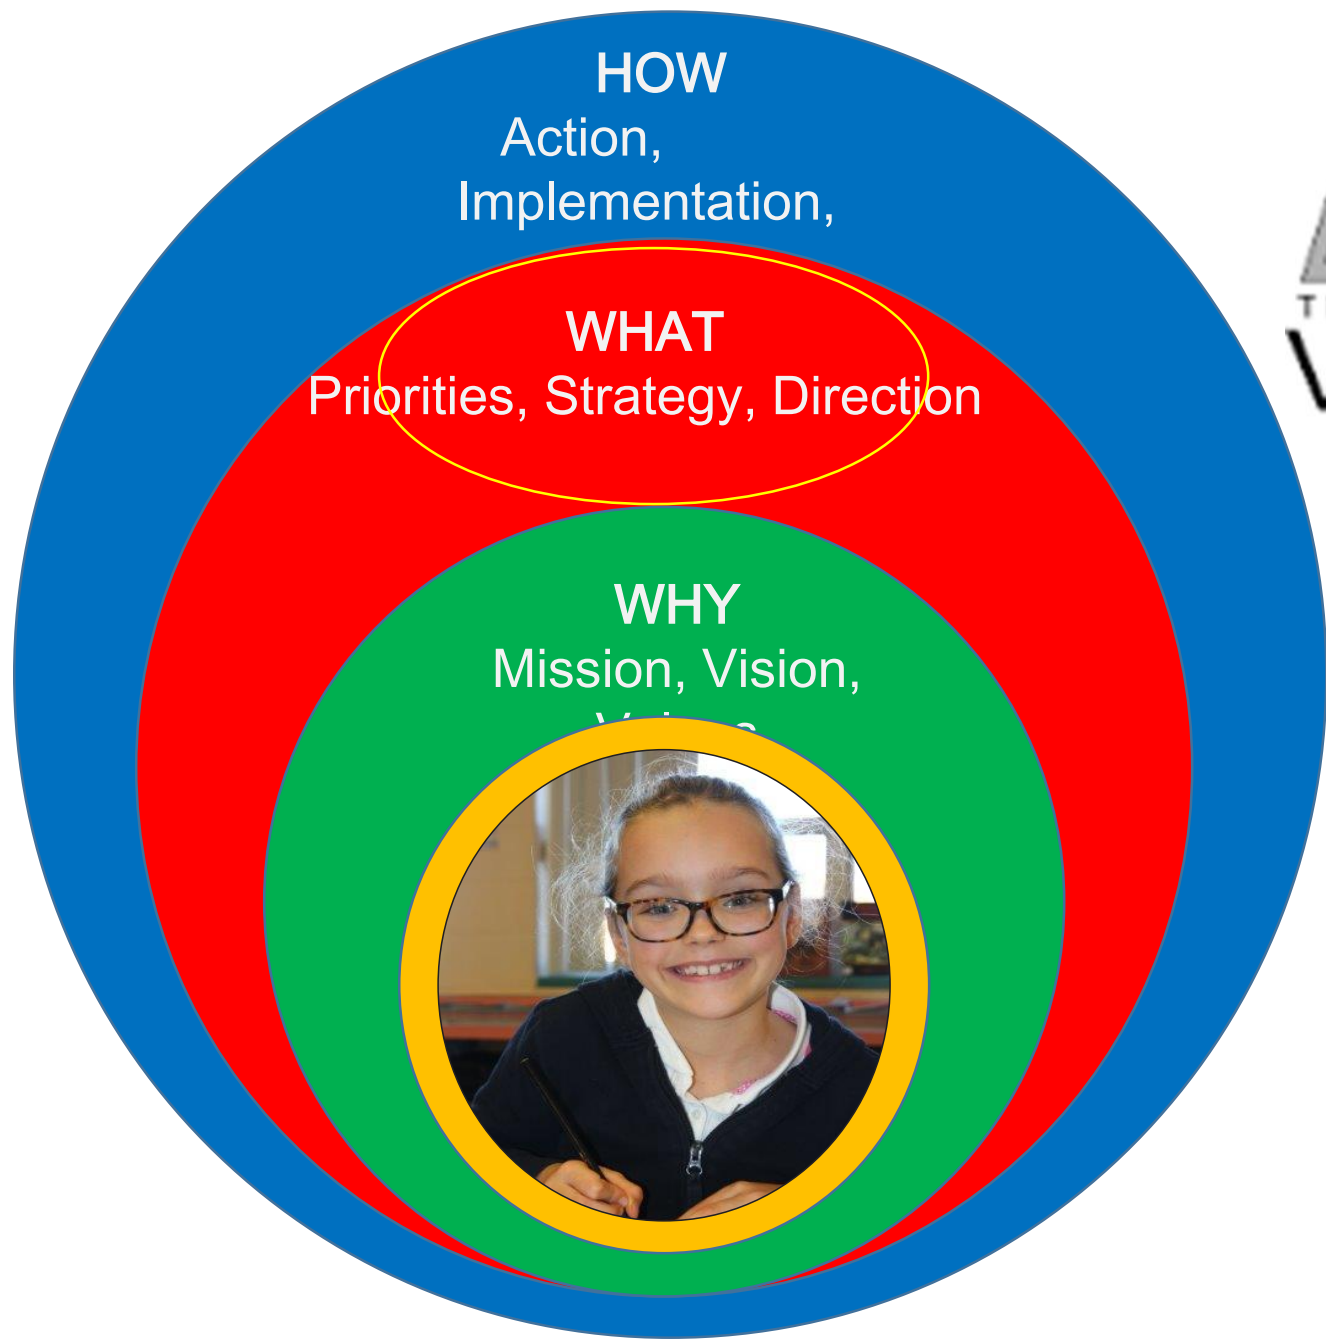 HOW
Action,
Implementation,
WHAT
Priorities, Strategy, Direction
WHY
Mission, Vision,